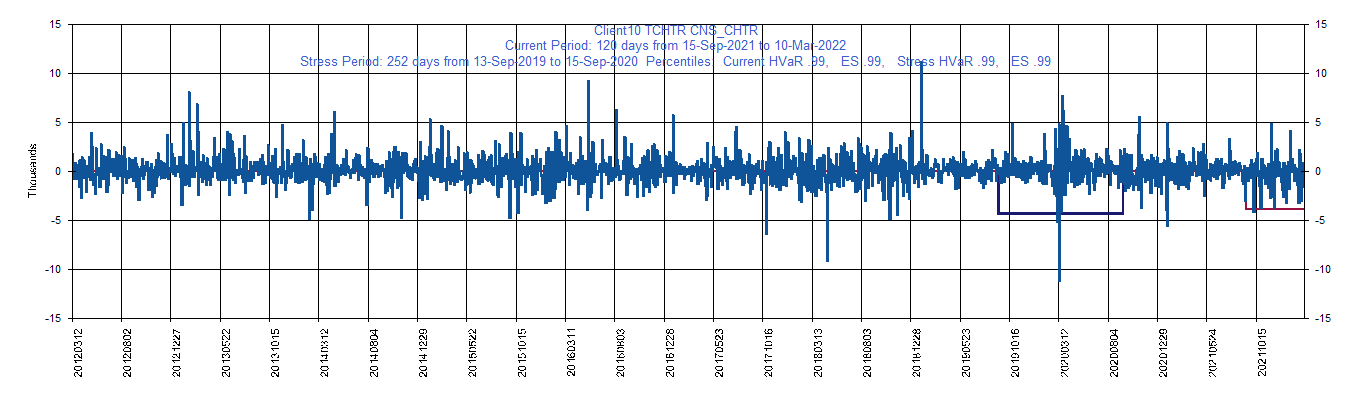 Client10 TCHTR CNS_CHTR
Current Period: 120 days from 15-Sep-2021 to 10-Mar-2022
Stress Period: 252 days from 13-Sep-2019 to 15-Sep-2020 Percentiles: Current HVaR .99, ES .99, Stress HVaR .99, ES .99
15 15
10 10
5 5
0 0
-5 -5
-10 -10
-15 -15
Thousands
20120312 20120802 20121227 20130522 20131015 20140312 20140804 20141229 20150522 20151015 20160311 20160803 20161228 20170523 20171016 20180313 20180803 20181228 20190523 20191016 20200312 20200804 20201229 20210524 20211015